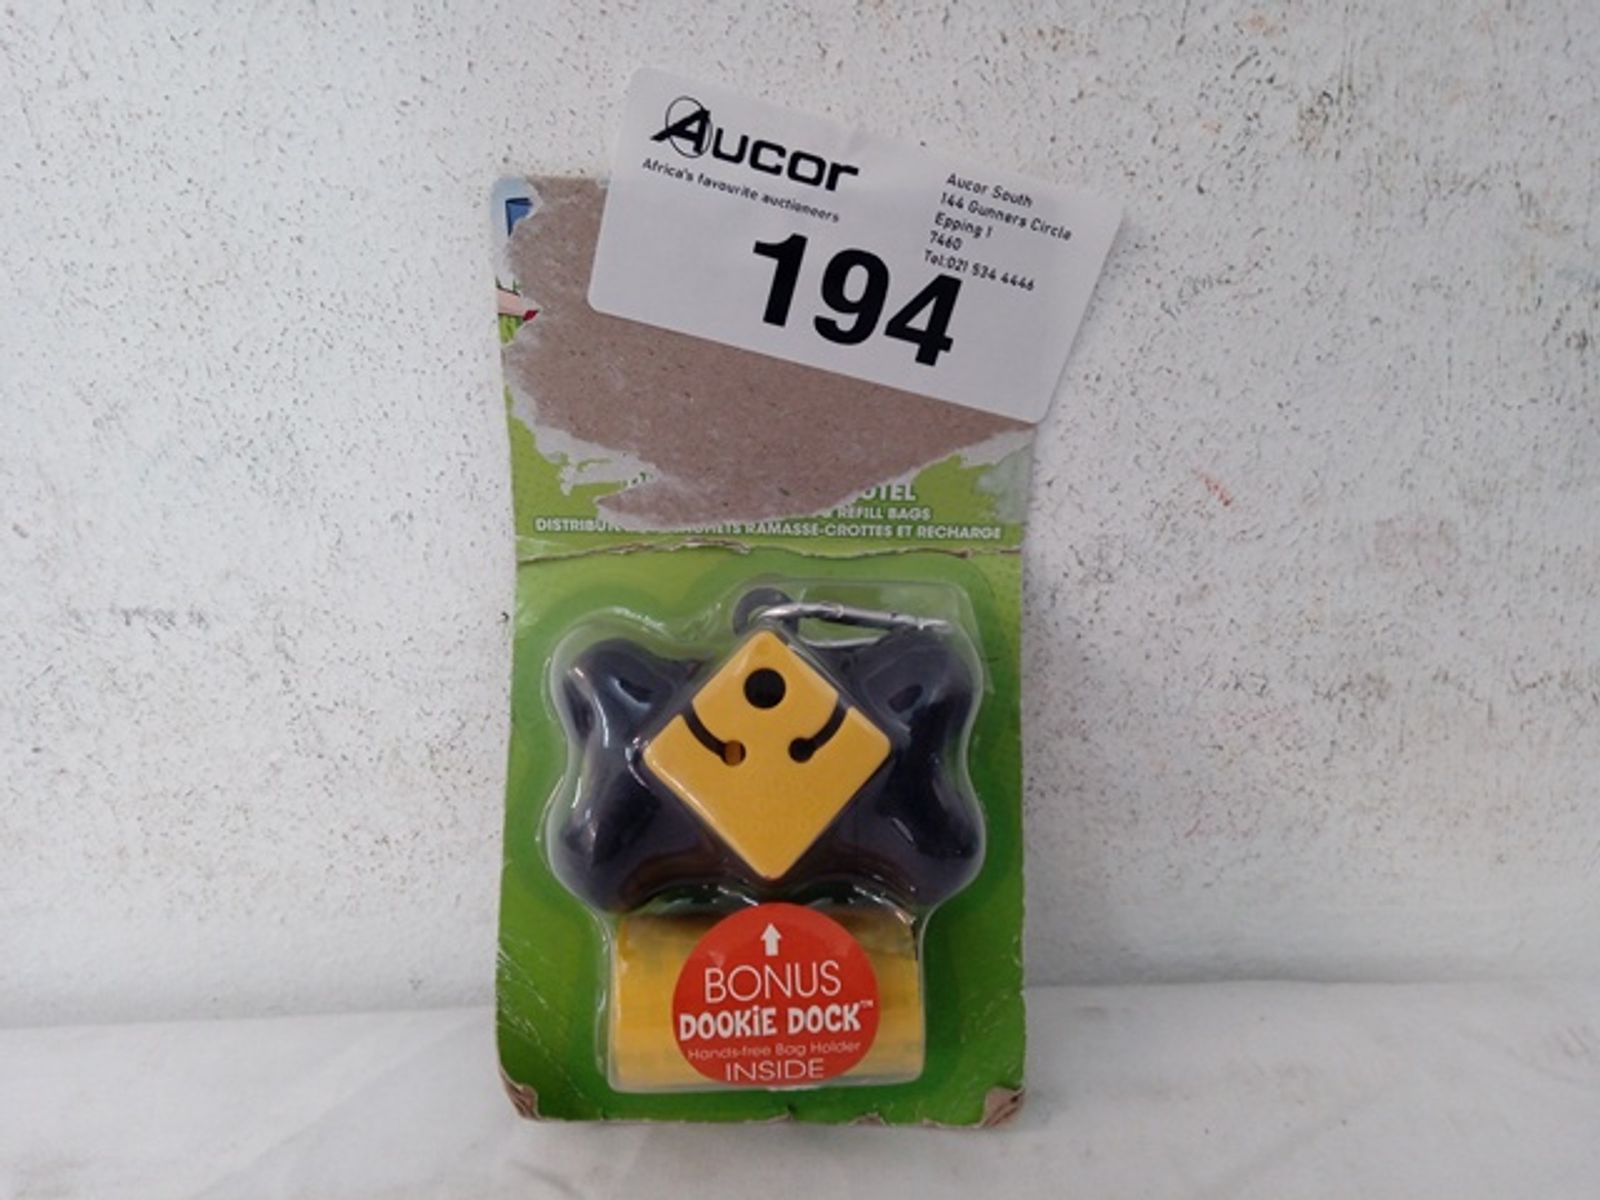 Aucor
Africa's favourite auctioneers
Aucor South
144 Gunners Circle
Epping 1
7460
Tel:021 534 4446
194
& REFILL BAGS
RAMASSE-CROTTES ET RECHARGE
BONUS
DOOKiE DOCK™
Hands-free Bag Holder
INSIDE